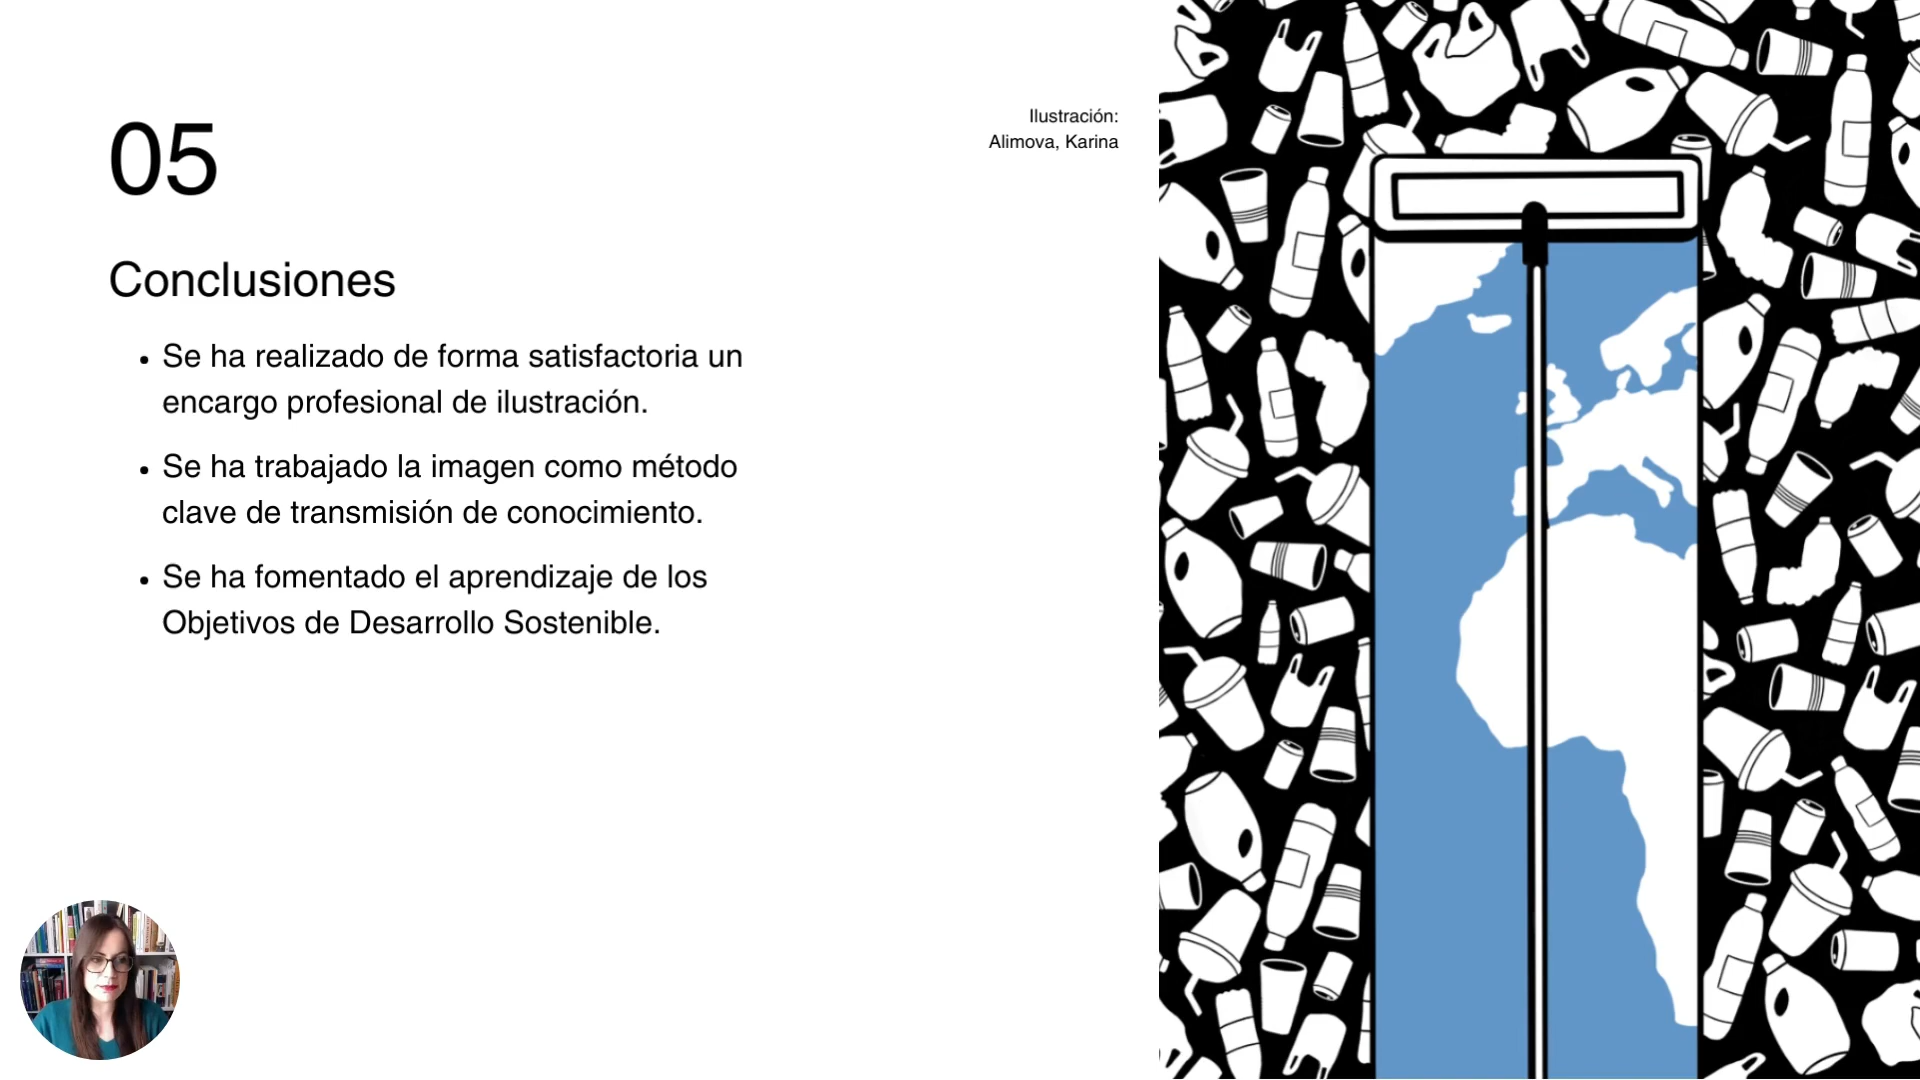 05
Ilustración:
Alimova, Karina
Conclusiones
• Se ha realizado de forma satisfactoria un
encargo profesional de ilustración.
• Se ha trabajado la imagen como método
clave de transmisión de conocimiento.
• Se ha fomentado el aprendizaje de los
Objetivos de Desarrollo Sostenible.